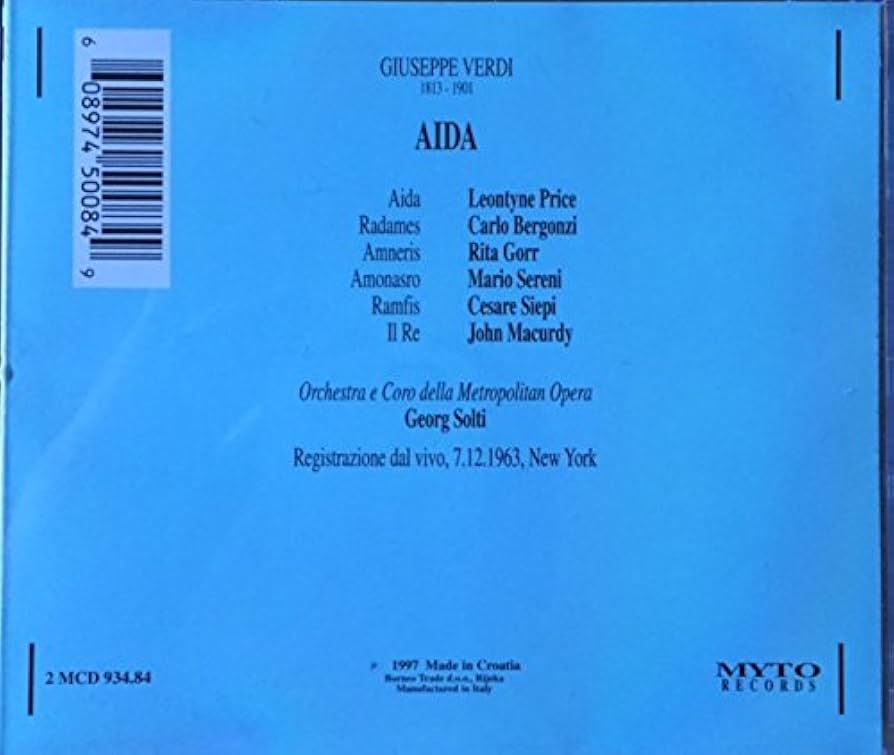 6 08974 50084 9
GIUSEPPE VERDI
1813 - 1901
AIDA
Aida Leontyne Price
Radames Carlo Bergonzi
Amneris Rita Gorr
Amonasro Mario Sereni
Ramfis Cesare Siepi
Il Re John Macurdy
Orchestra e Coro della Metropolitan Opera
Georg Solti
Registrazione dal vivo, 7.12.1963, New York
2 MCD 934.84
℗ 1997 Made in Croatia
Borneo Trade d.o.o., Rijeka
Manufactured in Italy
MYTO
RECORDS